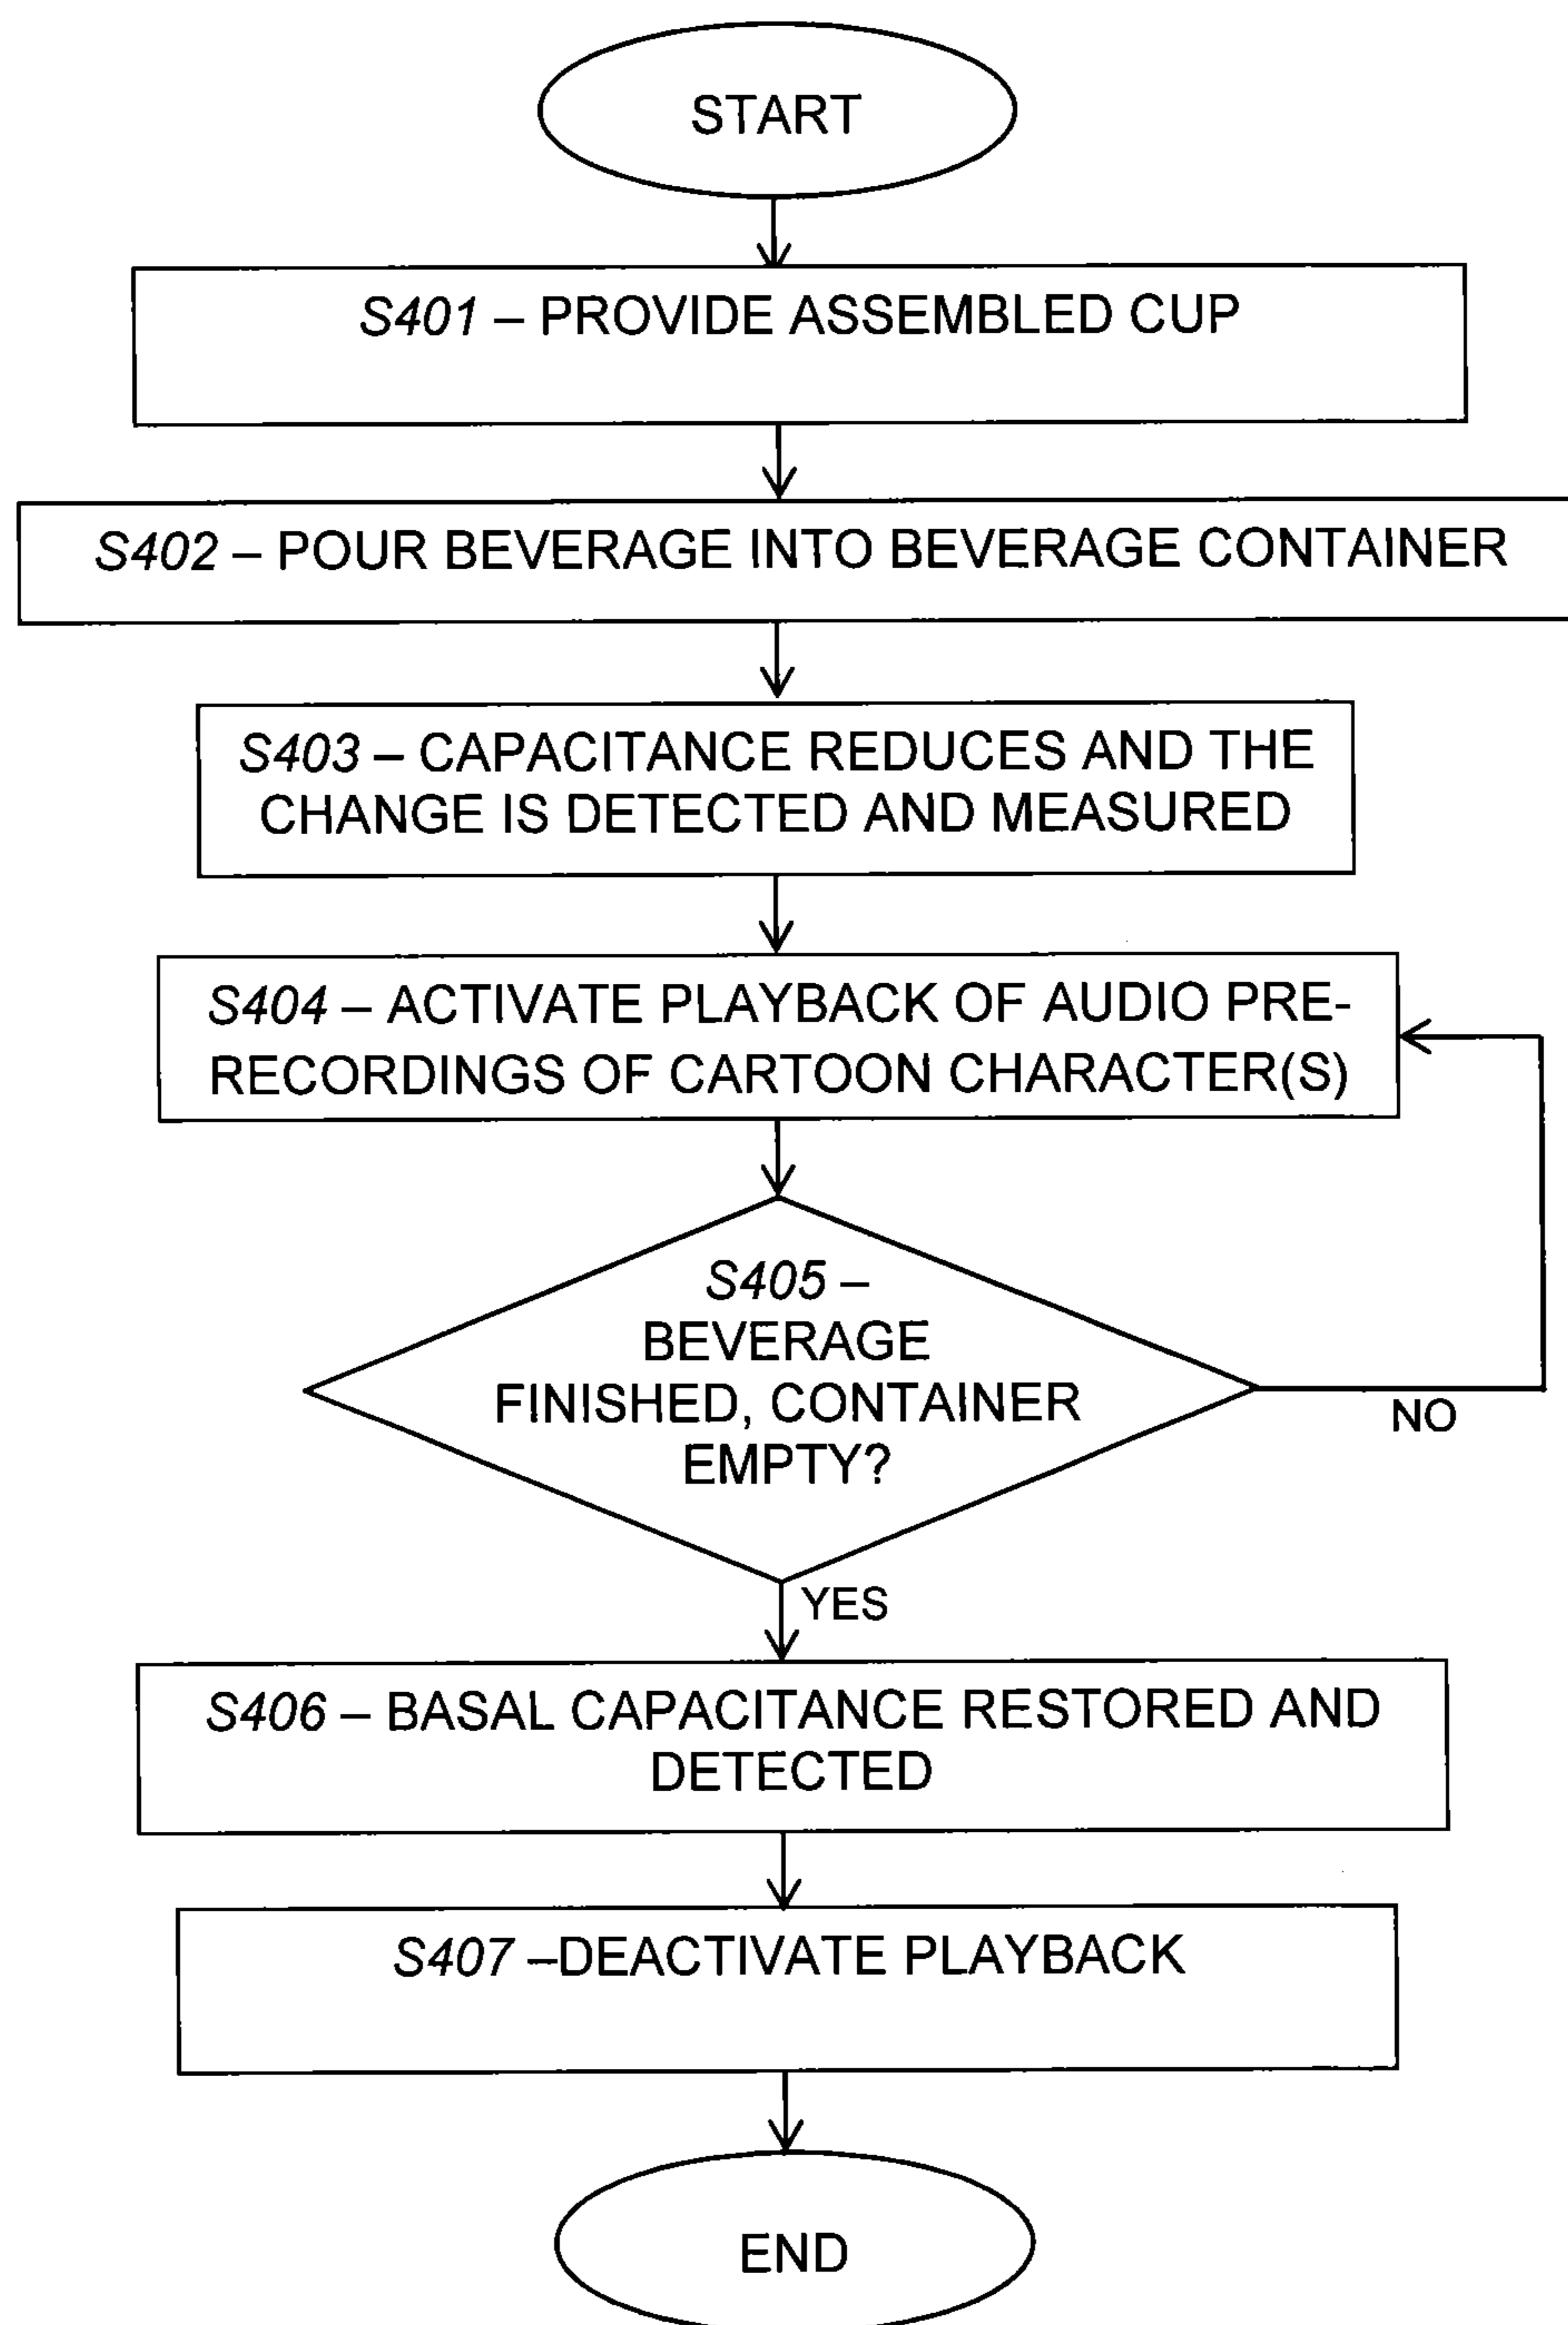 START
S401 – PROVIDE ASSEMBLED CUP
S402 – POUR BEVERAGE INTO BEVERAGE CONTAINER
S403 – CAPACITANCE REDUCES AND THE
CHANGE IS DETECTED AND MEASURED
S404 – ACTIVATE PLAYBACK OF AUDIO PRE-
RECORDINGS OF CARTOON CHARACTER(S)
S405 –
BEVERAGE
FINISHED, CONTAINER
EMPTY?
NO
YES
S406 – BASAL CAPACITANCE RESTORED AND
DETECTED
S407 –DEACTIVATE PLAYBACK
END